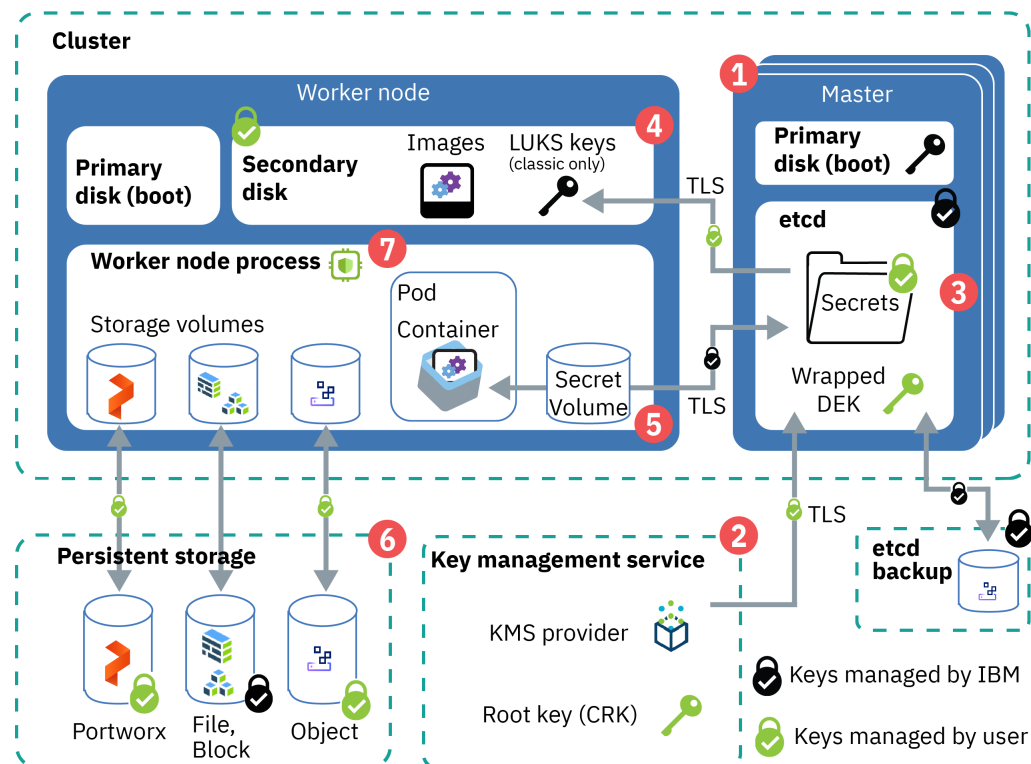 Cluster
Worker node
1
Master
4
Primary
disk (boot)
Secondary
disk
Images
LUKS keys
(classic only)
TLS
Primary
disk (boot)
etcd
7
Worker node process
Pod
Container
Storage volumes
Secret
Volume
5
TLS
Secrets
3
Wrapped
DEK
TLS
6
Persistent storage
2
Key management service
etcd
backup
KMS provider
Root key (CRK)
Portworx
File,
Block
Object
Keys managed by IBM
Keys managed by user